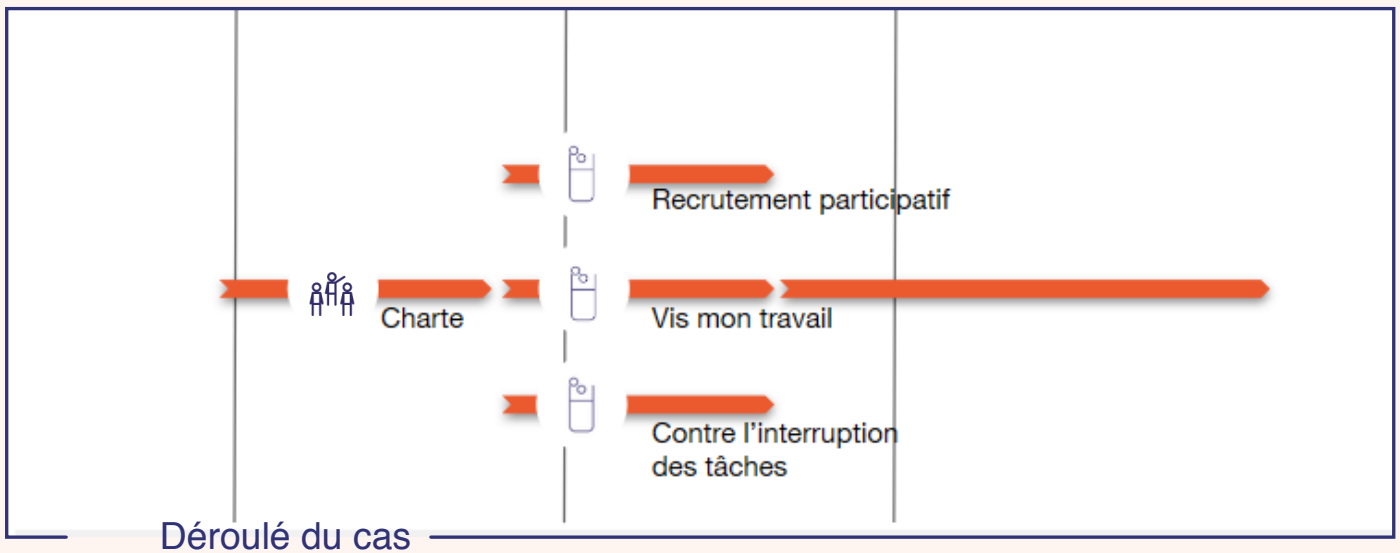 Recrutement participatif
Charte
Vis mon travail
Contre l'interruption
des tâches
Déroulé du cas